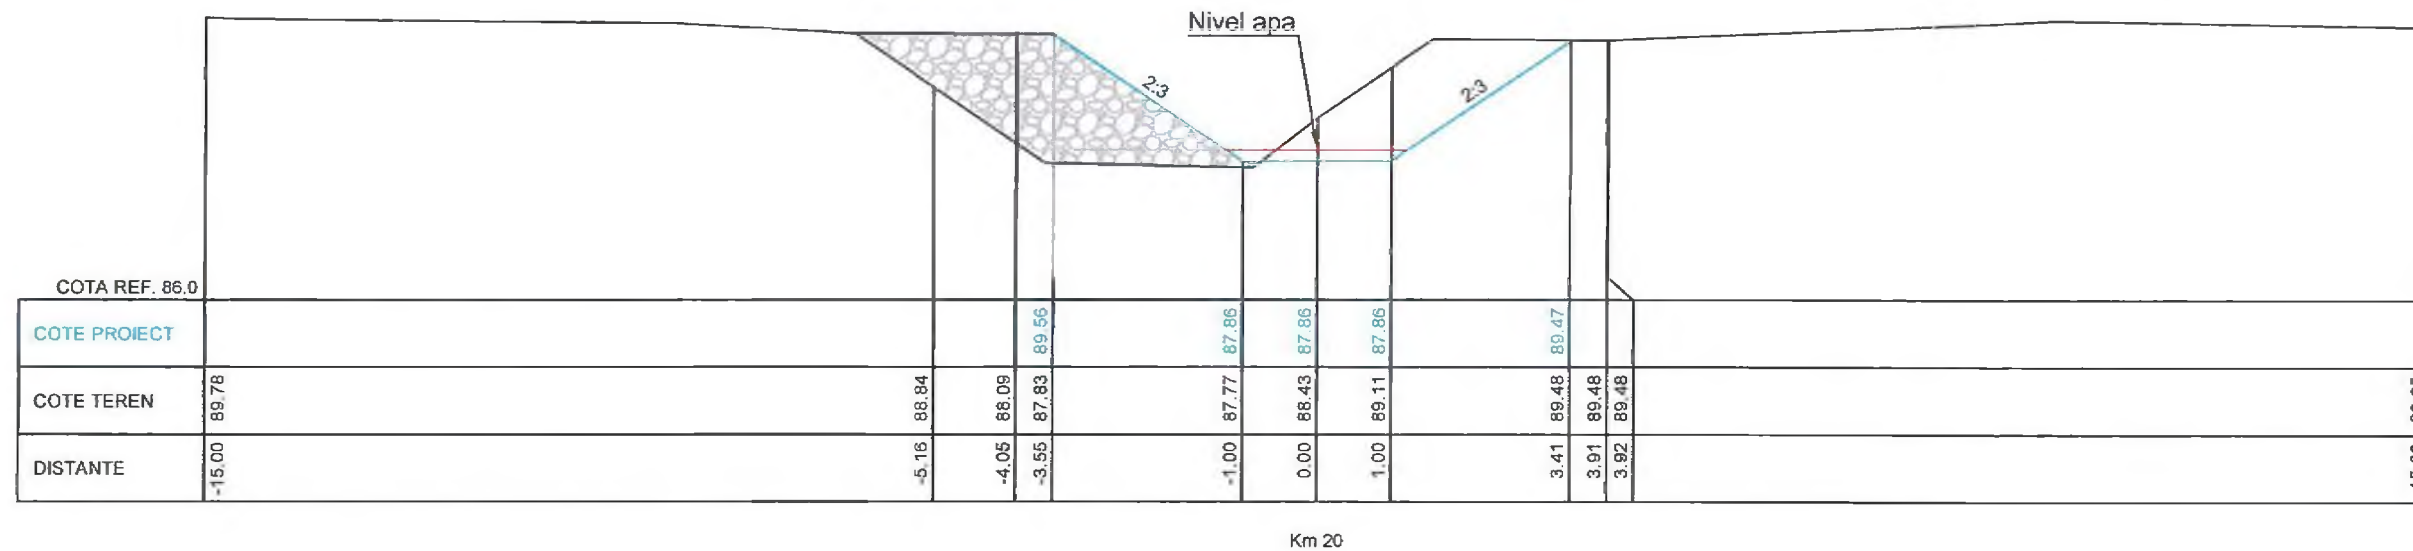 Nivel apa
2:3
2:3
COTA REF. 86.0
COTE PROIECT 89.56 87.86 87.86 87.86 89.47
COTE TEREN 89.78 88.84 88.09 87.83 87.77 88.43 89.11 89.48 89.48 89.48
DISTANTE -15.00 -5.16 -4.05 -3.55 -1.00 0.00 1.00 3.41 3.91 3.92
Km 20